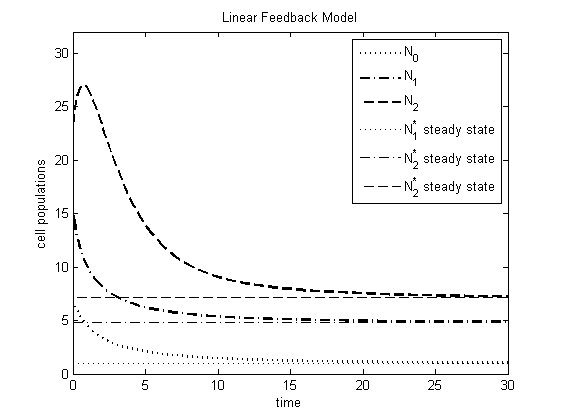 Linear Feedback Model
cell populations
30
25
20
15
10
5
0
N0
N1
N2
N1* steady state
N2* steady state
N2* steady state
0 5 10 15 20 25 30
time